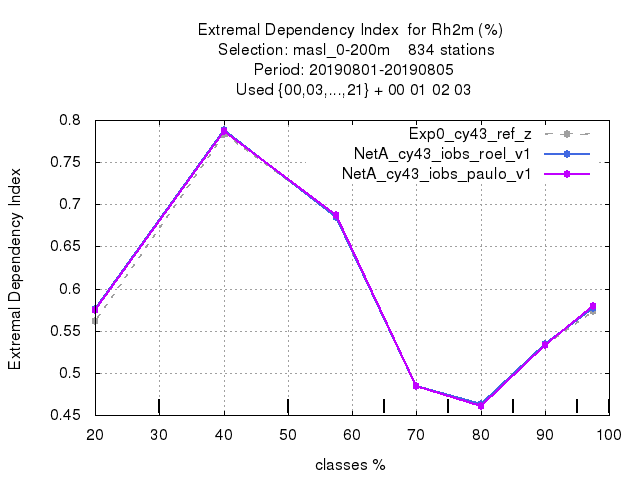 Extremal Dependency Index  for Rh2m (%)
Selection: masl_0-200m    834 stations
Period: 20190801-20190805
Used {00,03,...,21} + 00 01 02 03
Exp0_cy43_ref_z
NetA_cy43_iobs_roel_v1
NetA_cy43_iobs_paulo_v1
Extremal Dependency Index
0.8
0.75
0.7
0.65
0.6
0.55
0.5
0.45
20 30 40 50 60 70 80 90 100
classes %